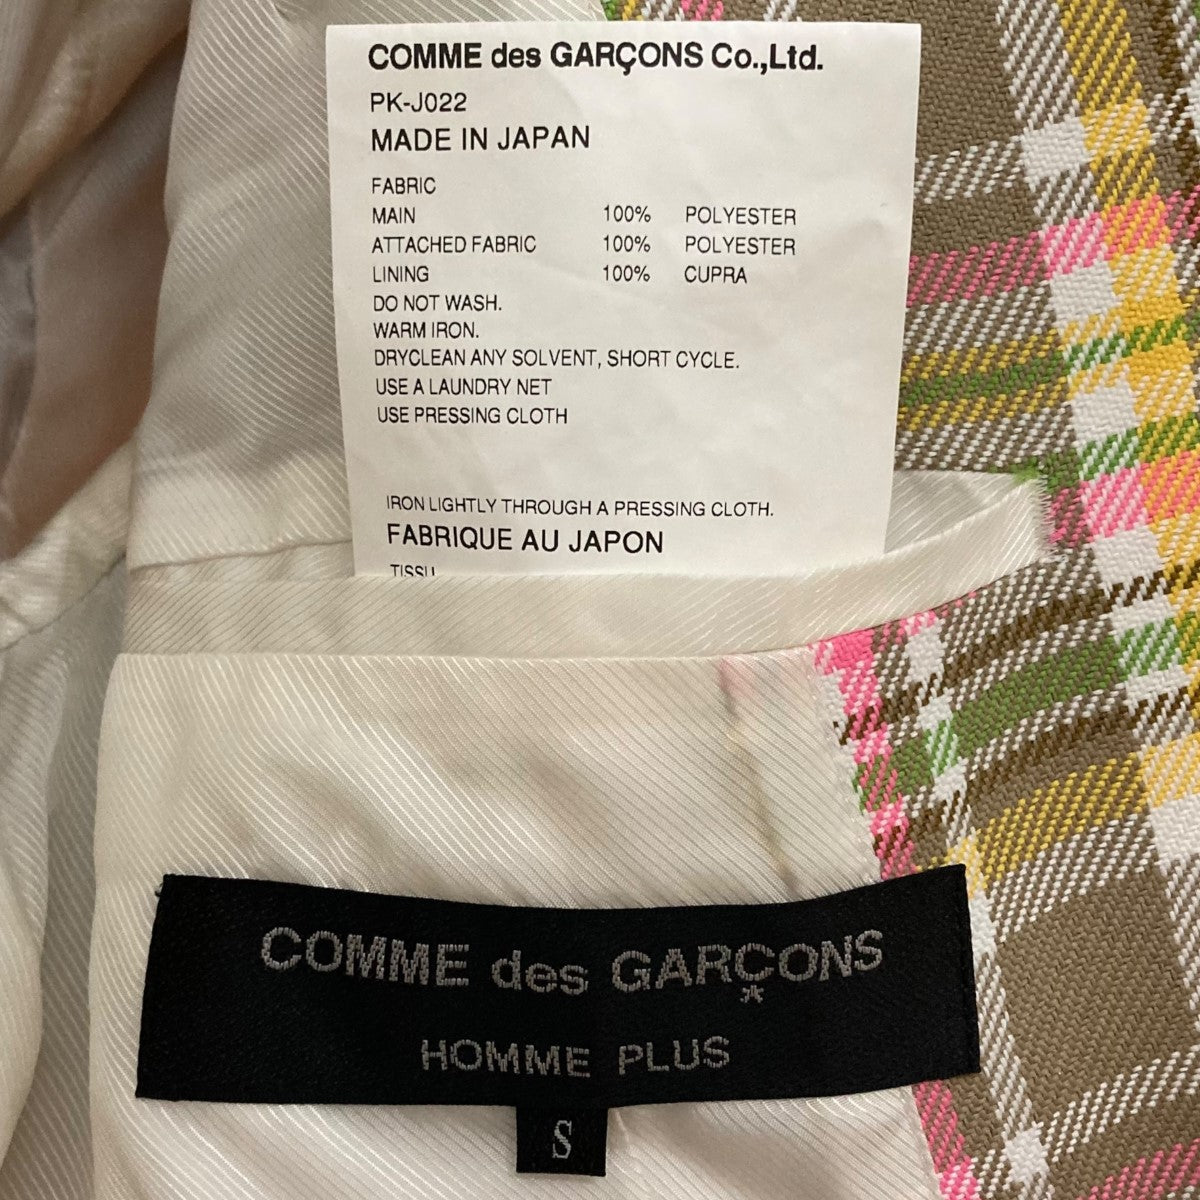 COMME des GARÇONS Co.,Ltd.
PK-J022
MADE IN JAPAN
FABRIC
MAIN 100% POLYESTER
ATTACHED FABRIC 100% POLYESTER
LINING 100% CUPRA
DO NOT WASH.
WARM IRON.
DRYCLEAN ANY SOLVENT, SHORT CYCLE.
USE A LAUNDRY NET
USE PRESSING CLOTH
IRON LIGHTLY THROUGH A PRESSING CLOTH.
FABRIQUE AU JAPON
TISSU
COMME des GARÇONS
HOMME PLUS
S